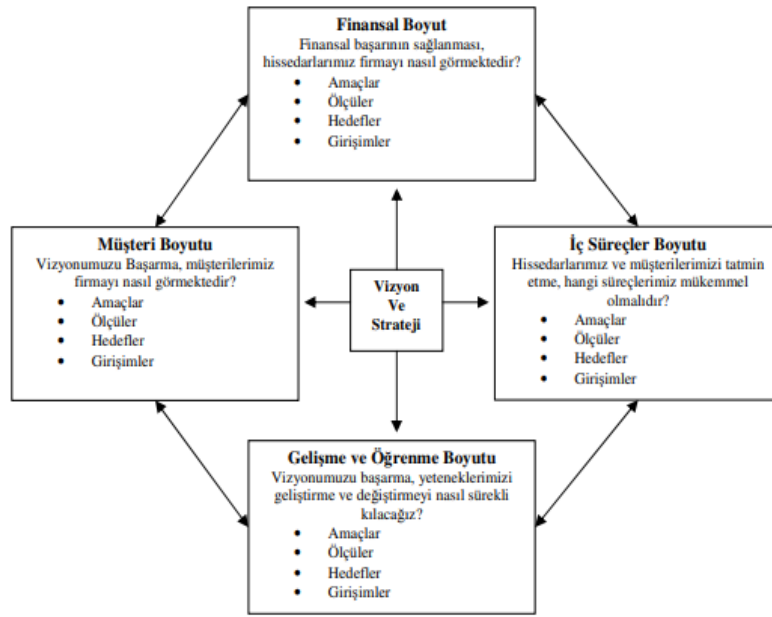 Finansal Boyut
Finansal başarının sağlanması,
hissedarlarımız firmayı nasıl görmektedir?
• Amaçlar
• Ölçüler
• Hedefler
• Girişimler
Müşteri Boyutu
Vizyonumuzu Başarma, müşterilerimiz
firmayı nasıl görmektedir?
• Amaçlar
• Ölçüler
• Hedefler
• Girişimler
Vizyon
Ve
Strateji
İç Süreçler Boyutu
Hissedarlarımız ve müşterilerimizi tatmin
etme, hangi süreçlerimiz mükemmel
olmalıdır?
• Amaçlar
• Ölçüler
• Hedefler
• Girişimler
Gelişme ve Öğrenme Boyutu
Vizyonumuzu başarma, yeteneklerimizi
geliştirme ve değiştirmeyi nasıl sürekli
kılacağız?
• Amaçlar
• Ölçüler
• Hedefler
• Girişimler